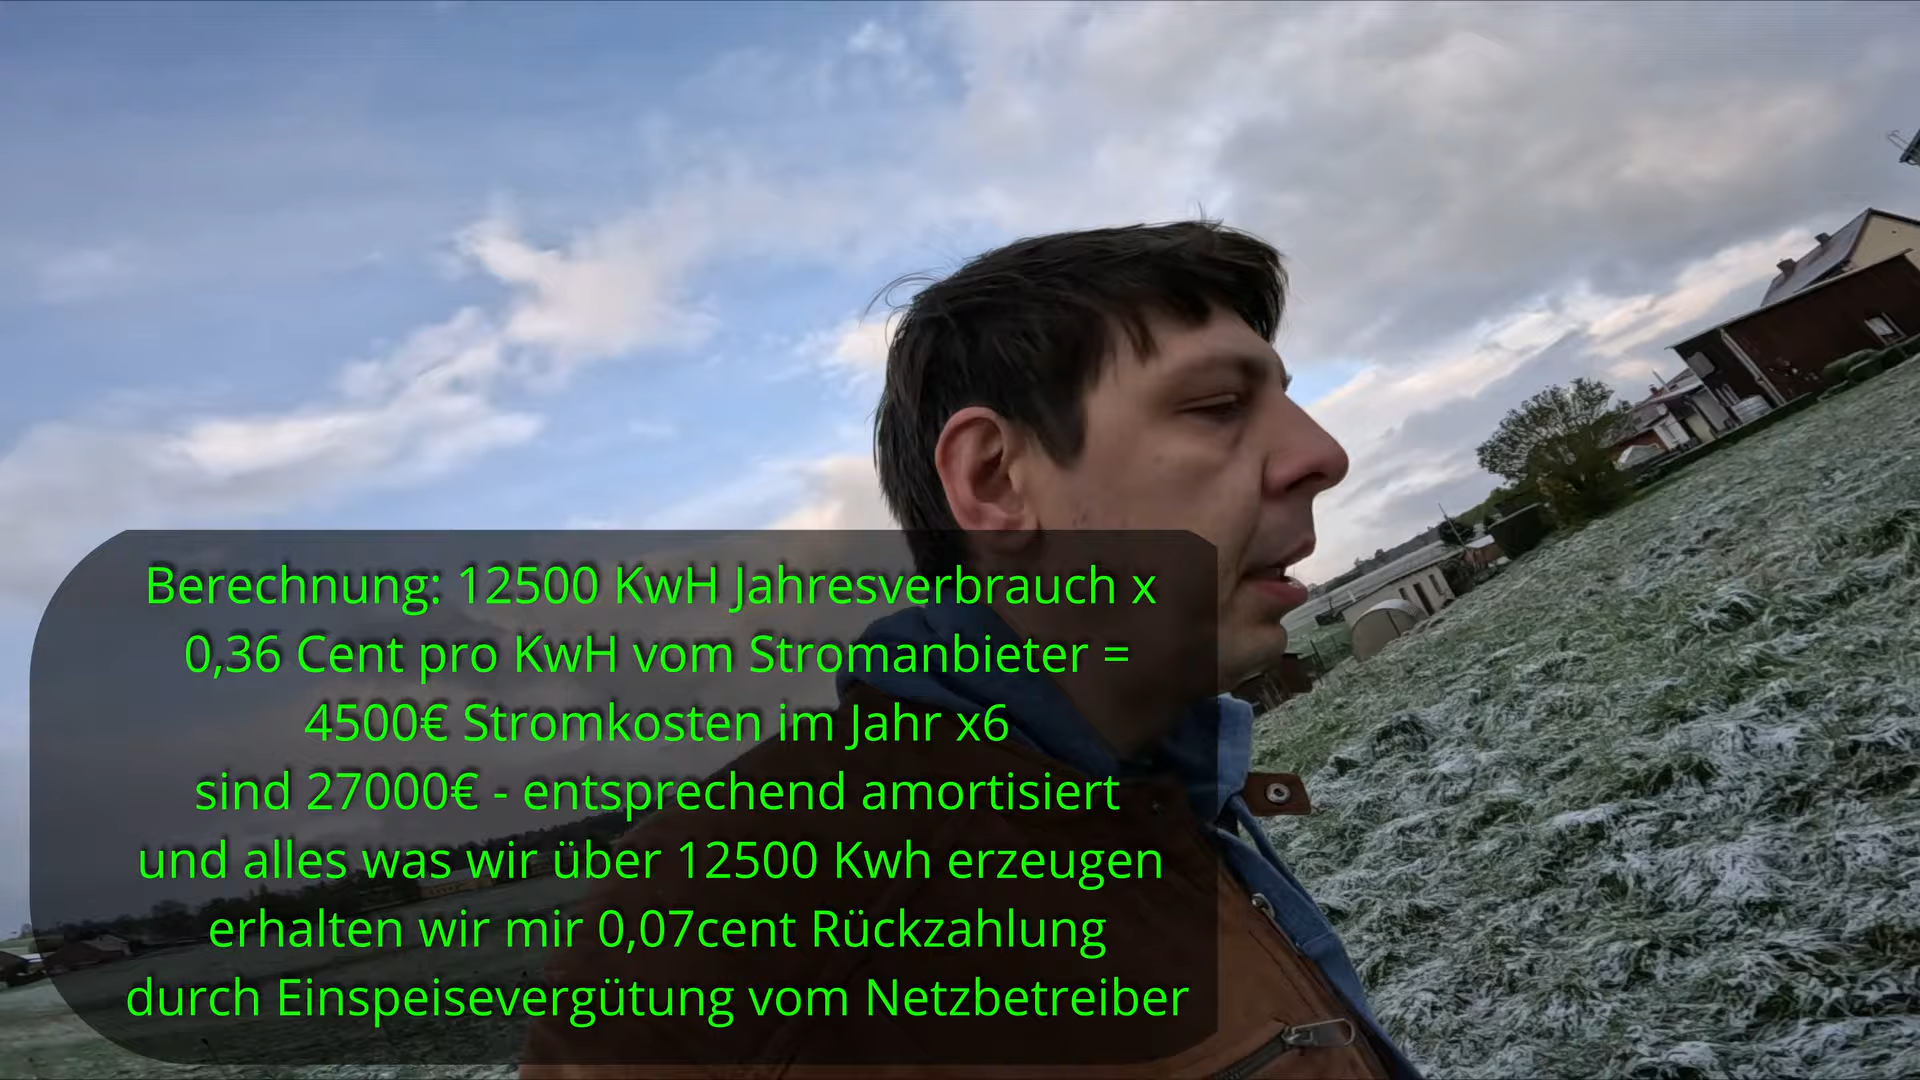 Berechnung: 12500 KwH Jahresverbrauch x
0,36 Cent pro KwH vom Stromanbieter =
4500€ Stromkosten im Jahr x6
sind 27000€ - entsprechend amortisiert
und alles was wir über 12500 Kwh erzeugen
erhalten wir mir 0,07cent Rückzahlung
durch Einspeisevergütung vom Netzbetreiber